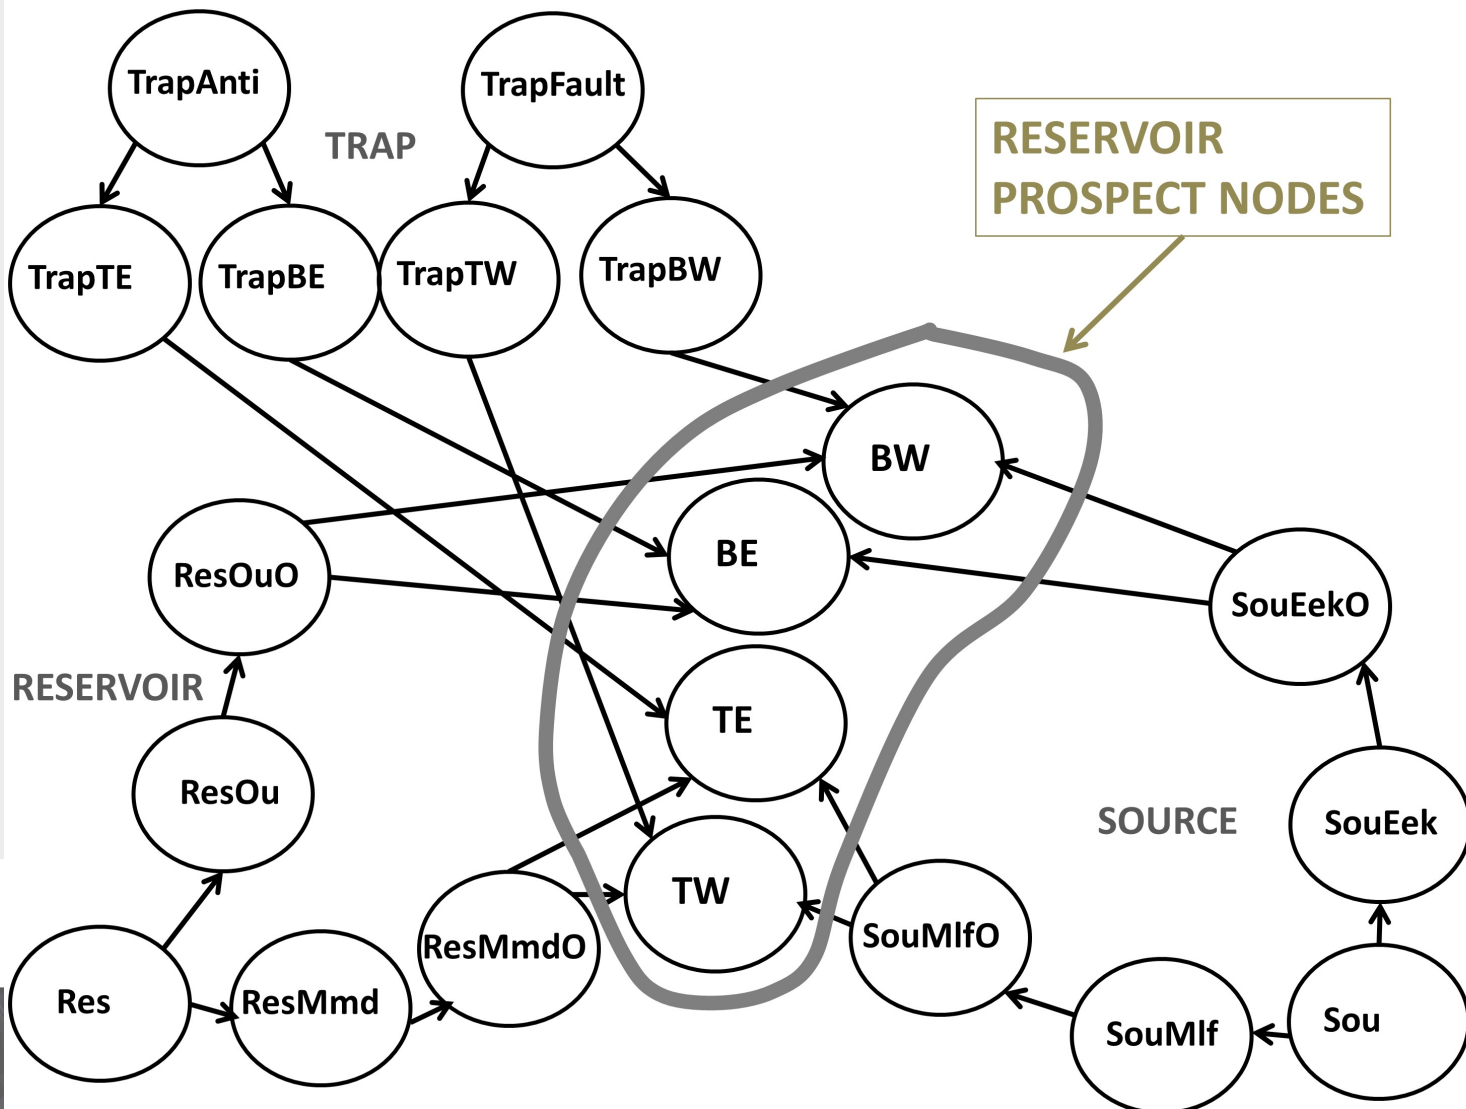 TrapAnti
TrapFault
TRAP
RESERVOIR
PROSPECT NODES
TrapTE
TrapBE
TrapTW
TrapBW
BW
BE
ResOuO
SouEekO
RESERVOIR
TE
ResOu
SOURCE
SouEek
TW
ResMmdO
SouMlfO
Res
ResMmd
SouMlf
Sou